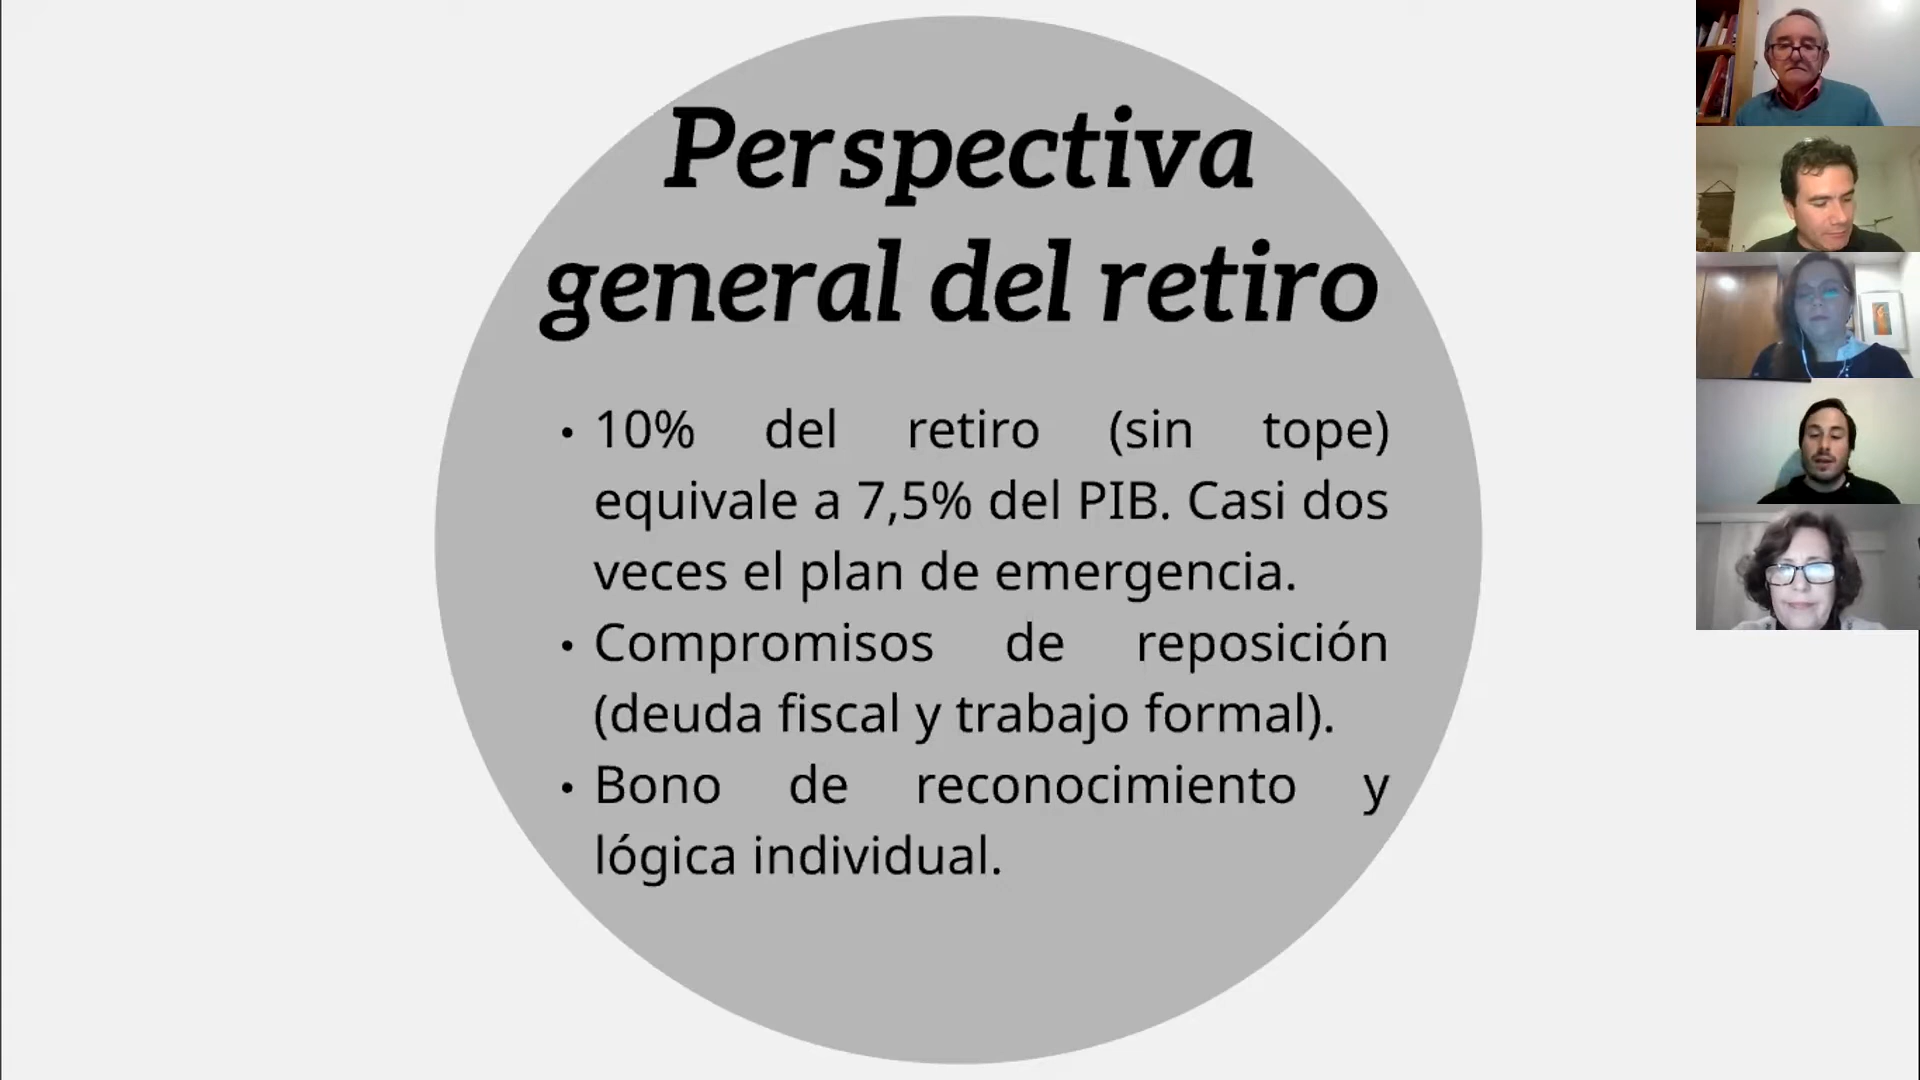 Perspectiva
general del retiro
• 10% del retiro (sin tope)
equivale a 7,5% del PIB. Casi dos
veces el plan de emergencia.
• Compromisos de reposición
(deuda fiscal y trabajo formal).
• Bono de reconocimiento y
lógica individual.